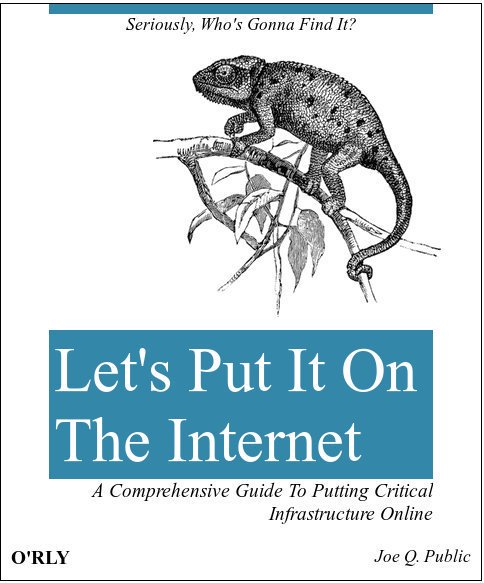 Seriously, Who's Gonna Find It?
Let's Put It On
The Internet
A Comprehensive Guide To Putting Critical
Infrastructure Online
O'RLY
Joe Q. Public